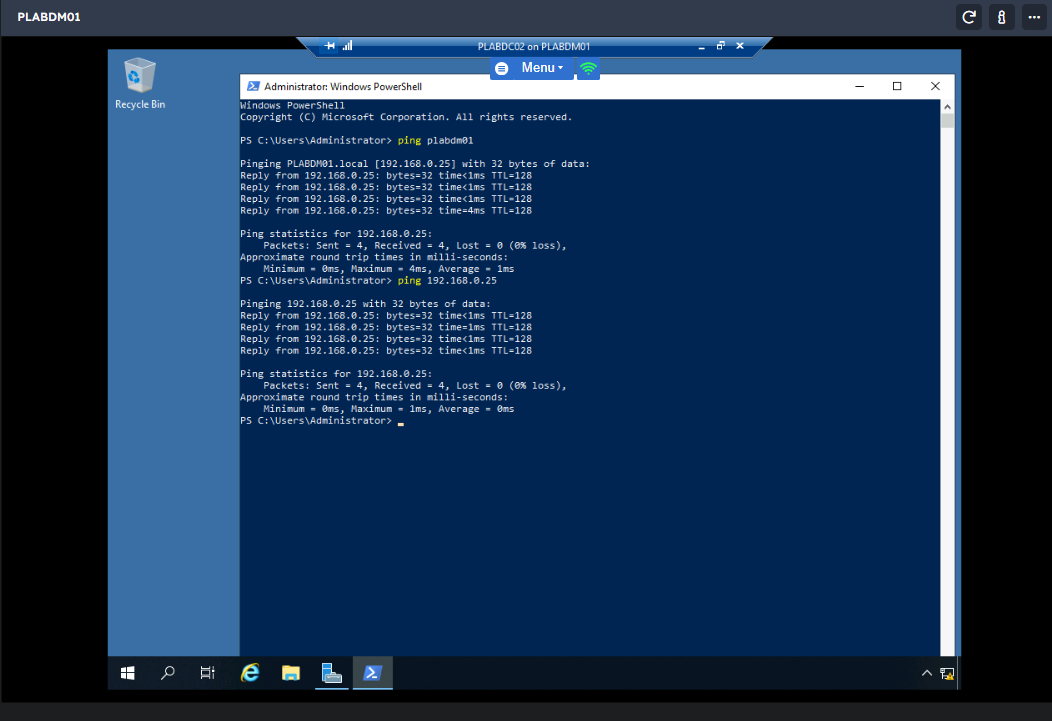 PLABDM01
PLABDC02 on PLABDM01
Menu
Recycle Bin
Administrator: Windows PowerShell
Windows PowerShell
Copyright (C) Microsoft Corporation. All rights reserved.
PS C:\Users\Administrator> ping plabdm01
Pinging PLABDM01.local [192.168.0.25] with 32 bytes of data:
Reply from 192.168.0.25: bytes=32 time<1ms TTL=128
Reply from 192.168.0.25: bytes=32 time<1ms TTL=128
Reply from 192.168.0.25: bytes=32 time<1ms TTL=128
Reply from 192.168.0.25: bytes=32 time=4ms TTL=128
Ping statistics for 192.168.0.25:
    Packets: Sent = 4, Received = 4, Lost = 0 (0% loss),
Approximate round trip times in milli-seconds:
    Minimum = 0ms, Maximum = 4ms, Average = 1ms
PS C:\Users\Administrator> ping 192.168.0.25
Pinging 192.168.0.25 with 32 bytes of data:
Reply from 192.168.0.25: bytes=32 time<1ms TTL=128
Reply from 192.168.0.25: bytes=32 time=1ms TTL=128
Reply from 192.168.0.25: bytes=32 time<1ms TTL=128
Reply from 192.168.0.25: bytes=32 time<1ms TTL=128
Ping statistics for 192.168.0.25:
    Packets: Sent = 4, Received = 4, Lost = 0 (0% loss),
Approximate round trip times in milli-seconds:
    Minimum = 0ms, Maximum = 1ms, Average = 0ms
PS C:\Users\Administrator>